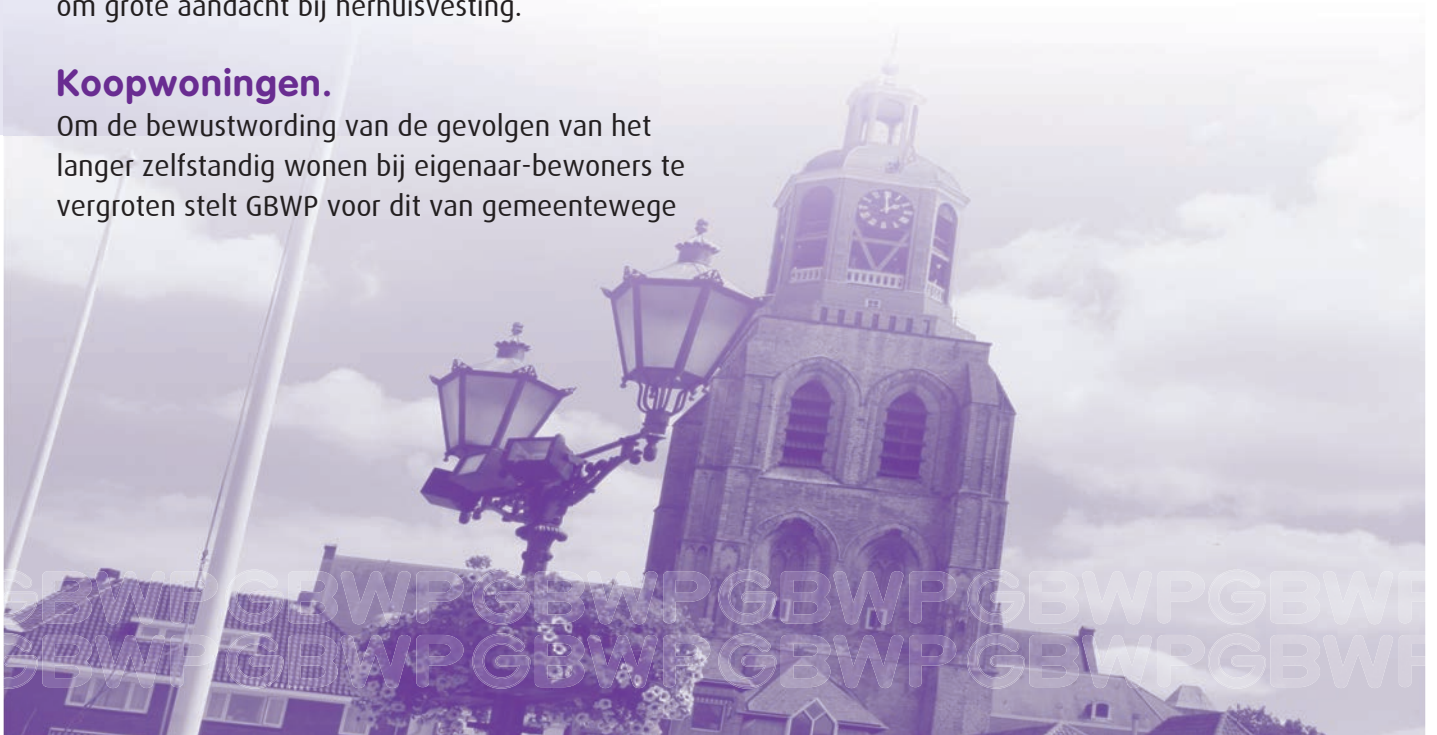 om grote aandacht bij herhuisvesting.
Koopwoningen.
Om de bewustwording van de gevolgen van het
langer zelfstandig wonen bij eigenaar-bewoners te
vergroten stelt GBWP voor dit van gemeentewege
GBWPGBWPGBWPGBWPGBWPGBWP
GBWPGBWPGBWPGBWPGBWPGBWP